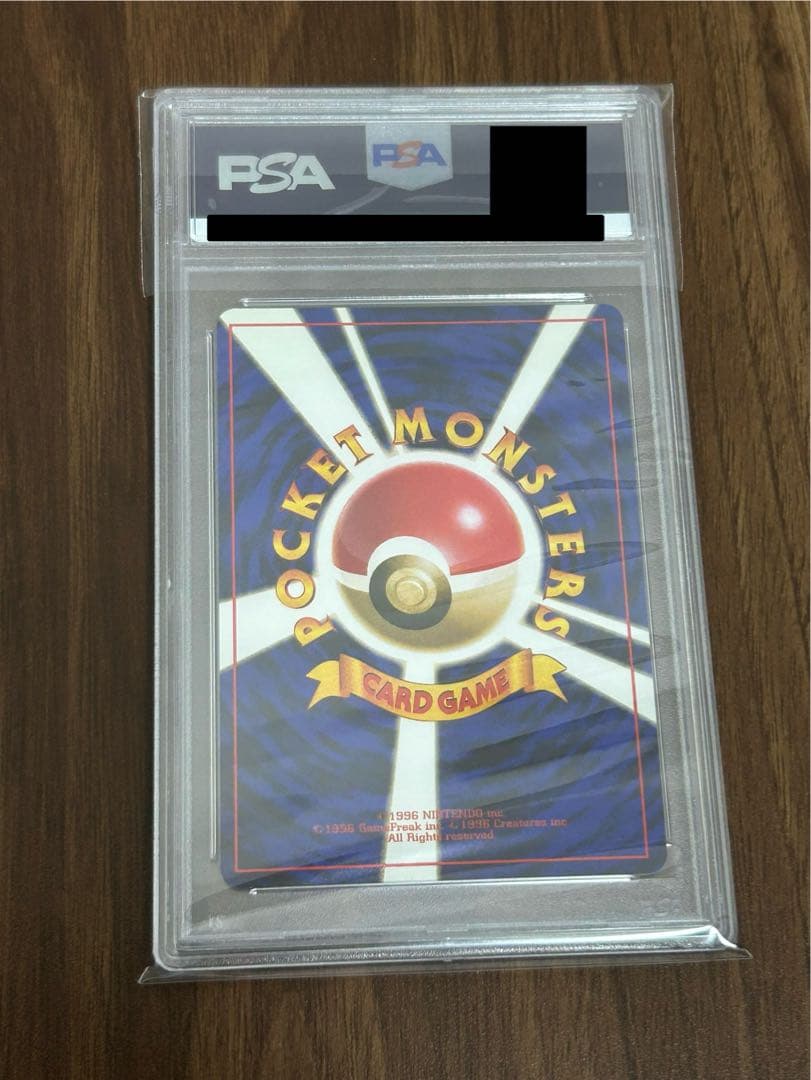 PSA PSA
POCKET MONSTERS
CARD GAME
©1996 NINTENDO inc.
©1996 GameFreak inc. ©1996 Creatures inc
All Rights reserved